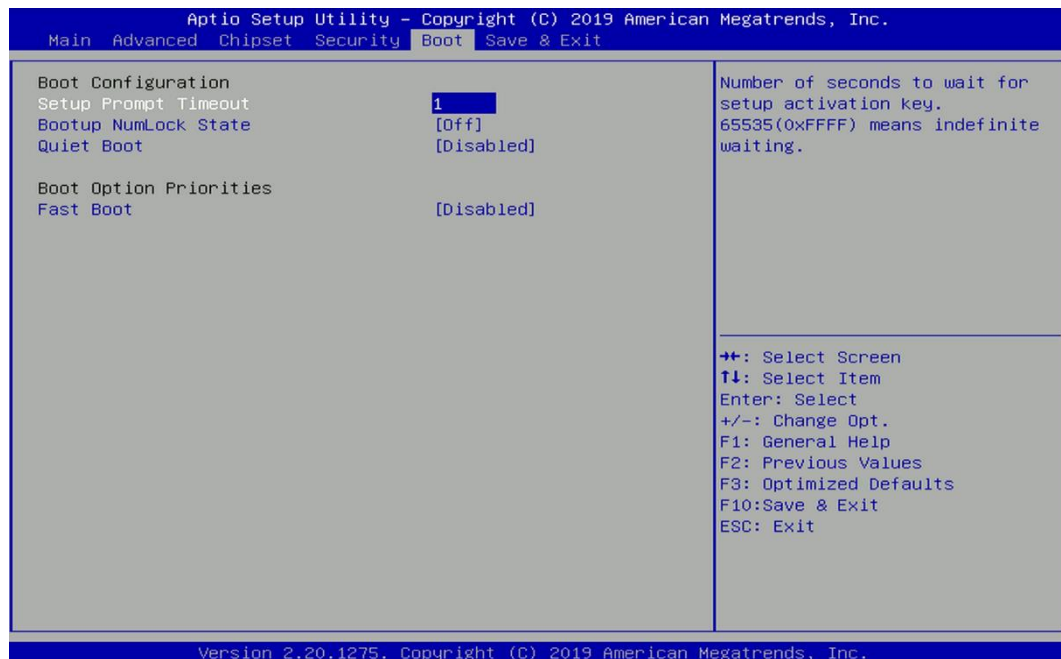 Aptio Setup Utility – Copyright (C) 2019 American Megatrends, Inc.
Main Advanced Chipset Security Boot Save & Exit
Boot Configuration
Setup Prompt Timeout 1
Bootup NumLock State [Off]
Quiet Boot [Disabled]
Boot Option Priorities
Fast Boot [Disabled]
Number of seconds to wait for
setup activation key.
65535(0xFFFF) means indefinite
waiting.
→←: Select Screen
↑↓: Select Item
Enter: Select
+/-: Change Opt.
F1: General Help
F2: Previous Values
F3: Optimized Defaults
F10:Save & Exit
ESC: Exit
Version 2.20.1275. Copyright (C) 2019 American Megatrends, Inc.